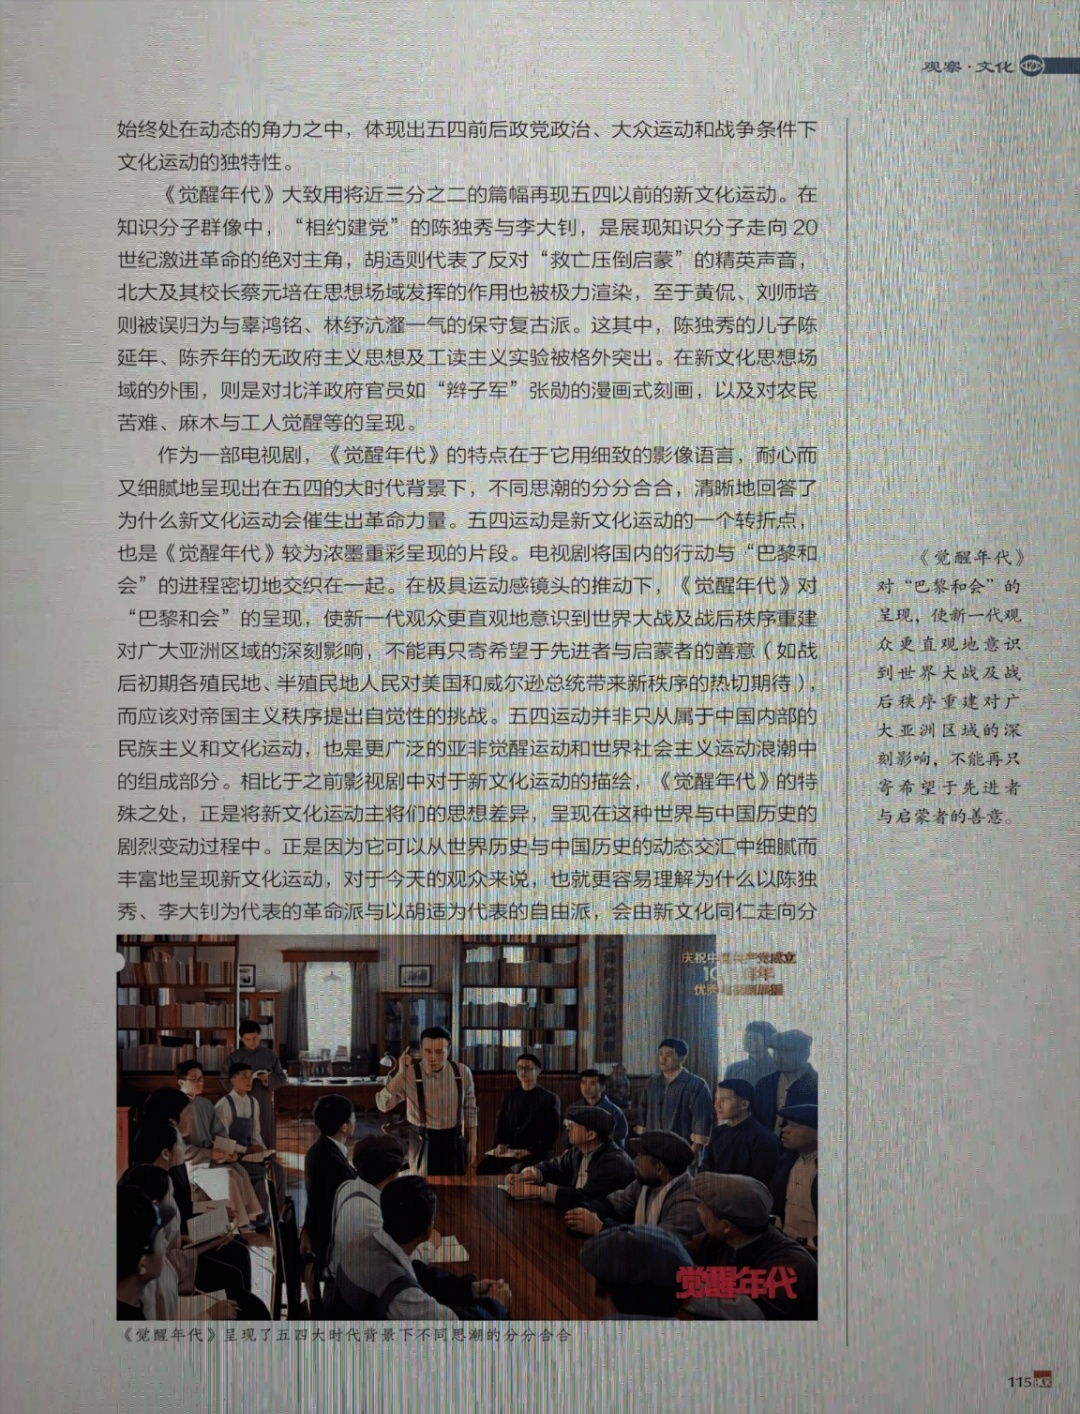 观察·文化
始终处在动态的角力之中，体现出五四前后政党政治、大众运动和战争条件下
文化运动的独特性。
《觉醒年代》大致用将近三分之二的篇幅再现五四以前的新文化运动。在
知识分子群像中，“相约建党”的陈独秀与李大钊，是展现知识分子走向 20
世纪激进革命的绝对主角，胡适则代表了反对“救亡压倒启蒙”的精英声音，
北大及其校长蔡元培在思想场域发挥的作用也被极力渲染，至于黄侃、刘师培
则被误归为与辜鸿铭、林纾沆瀣一气的保守复古派。这其中，陈独秀的儿子陈
延年、陈乔年的无政府主义思想及工读主义实验被格外突出。在新文化思想场
域的外围，则是对北洋政府官员如“辫子军”张勋的漫画式刻画，以及对农民
苦难、麻木与工人觉醒等的呈现。
作为一部电视剧，《觉醒年代》的特点在于它用细致的影像语言，耐心而
又细腻地呈现出在五四的大时代背景下，不同思潮的分分合合，清晰地回答了
为什么新文化运动会催生出革命力量。五四运动是新文化运动的一个转折点，
也是《觉醒年代》较为浓墨重彩呈现的片段。电视剧将国内的行动与“巴黎和
会”的进程密切地交织在一起。在极具运动感镜头的推动下，《觉醒年代》对
“巴黎和会”的呈现，使新一代观众更直观地意识到世界大战及战后秩序重建
对广大亚洲区域的深刻影响，不能再只寄希望于先进者与启蒙者的善意（如战
后初期各殖民地、半殖民地人民对美国和威尔逊总统带来新秩序的热切期待），
而应该对帝国主义秩序提出自觉性的挑战。五四运动并非只从属于中国内部的
民族主义和文化运动，也是更广泛的亚非觉醒运动和世界社会主义运动浪潮中
的组成部分。相比于之前影视剧中对于新文化运动的描绘，《觉醒年代》的特
殊之处，正是将新文化运动主将们的思想差异，呈现在这种世界与中国历史的
剧烈变动过程中。正是因为它可以从世界历史与中国历史的动态交汇中细腻而
丰富地呈现新文化运动，对于今天的观众来说，也就更容易理解为什么以陈独
秀、李大钊为代表的革命派与以胡适为代表的自由派，会由新文化同仁走向分
《觉醒年代》
对“巴黎和会”的
呈现，使新一代观
众更直观地意识
到世界大战及战
后秩序重建对广
大亚洲区域的深
刻影响，不能再只
寄希望于先进者
与启蒙者的善意。
庆祝中国共产党成立
觉醒年代
《觉醒年代》呈现了五四大时代背景下不同思潮的分分合合
115